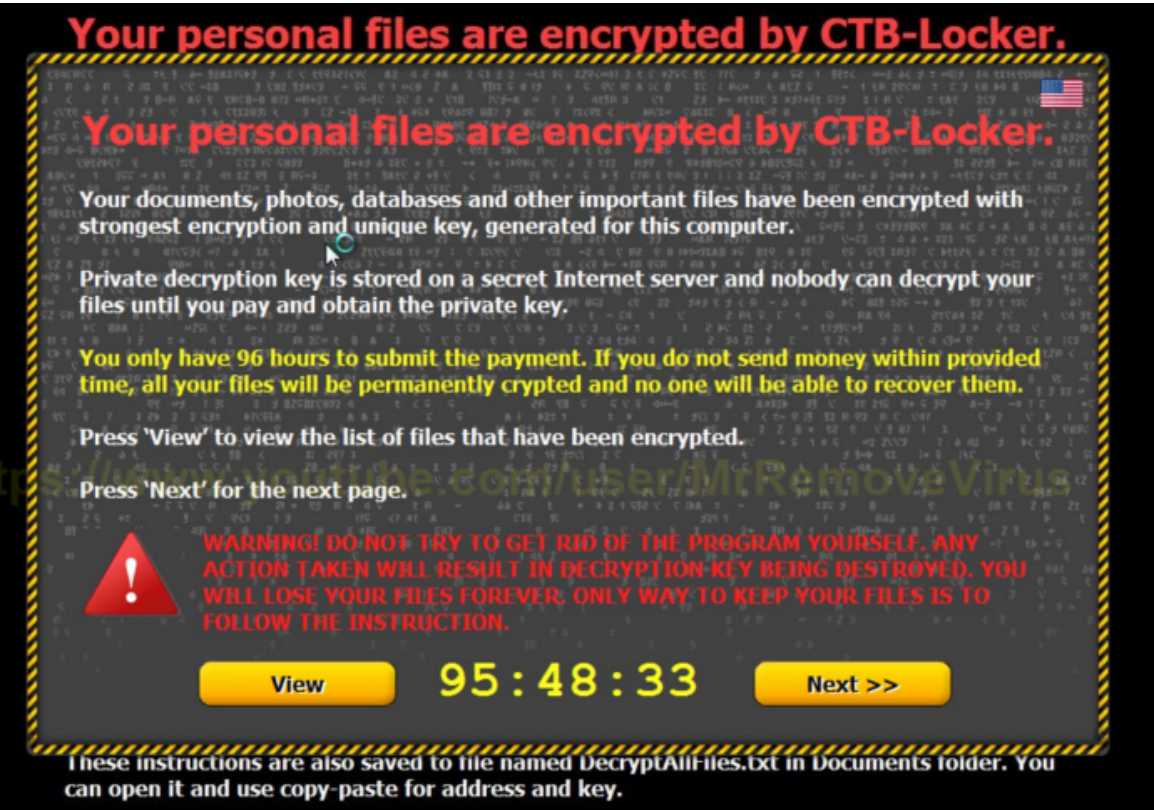 Your personal files are encrypted by CTB-Locker.
Your personal files are encrypted by CTB-Locker.
Your documents, photos, databases and other important files have been encrypted with
strongest encryption and unique key, generated for this computer.
Private decryption key is stored on a secret Internet server and nobody can decrypt your
files until you pay and obtain the private key.
You only have 96 hours to submit the payment. If you do not send money within provided
time, all your files will be permanently crypted and no one will be able to recover them.
Press 'View' to view the list of files that have been encrypted.
tps://www.youtube.com/user/MrRemoveVirus
Press 'Next' for the next page.
WARNING! DO NOT TRY TO GET RID OF THE PROGRAM YOURSELF. ANY
ACTION TAKEN WILL RESULT IN DECRYPTION KEY BEING DESTROYED. YOU
WILL LOSE YOUR FILES FOREVER. ONLY WAY TO KEEP YOUR FILES IS TO
FOLLOW THE INSTRUCTION.
View 95:48:33 Next >>
These instructions are also saved to file named DecryptAllFiles.txt in Documents folder. You
can open it and use copy-paste for address and key.